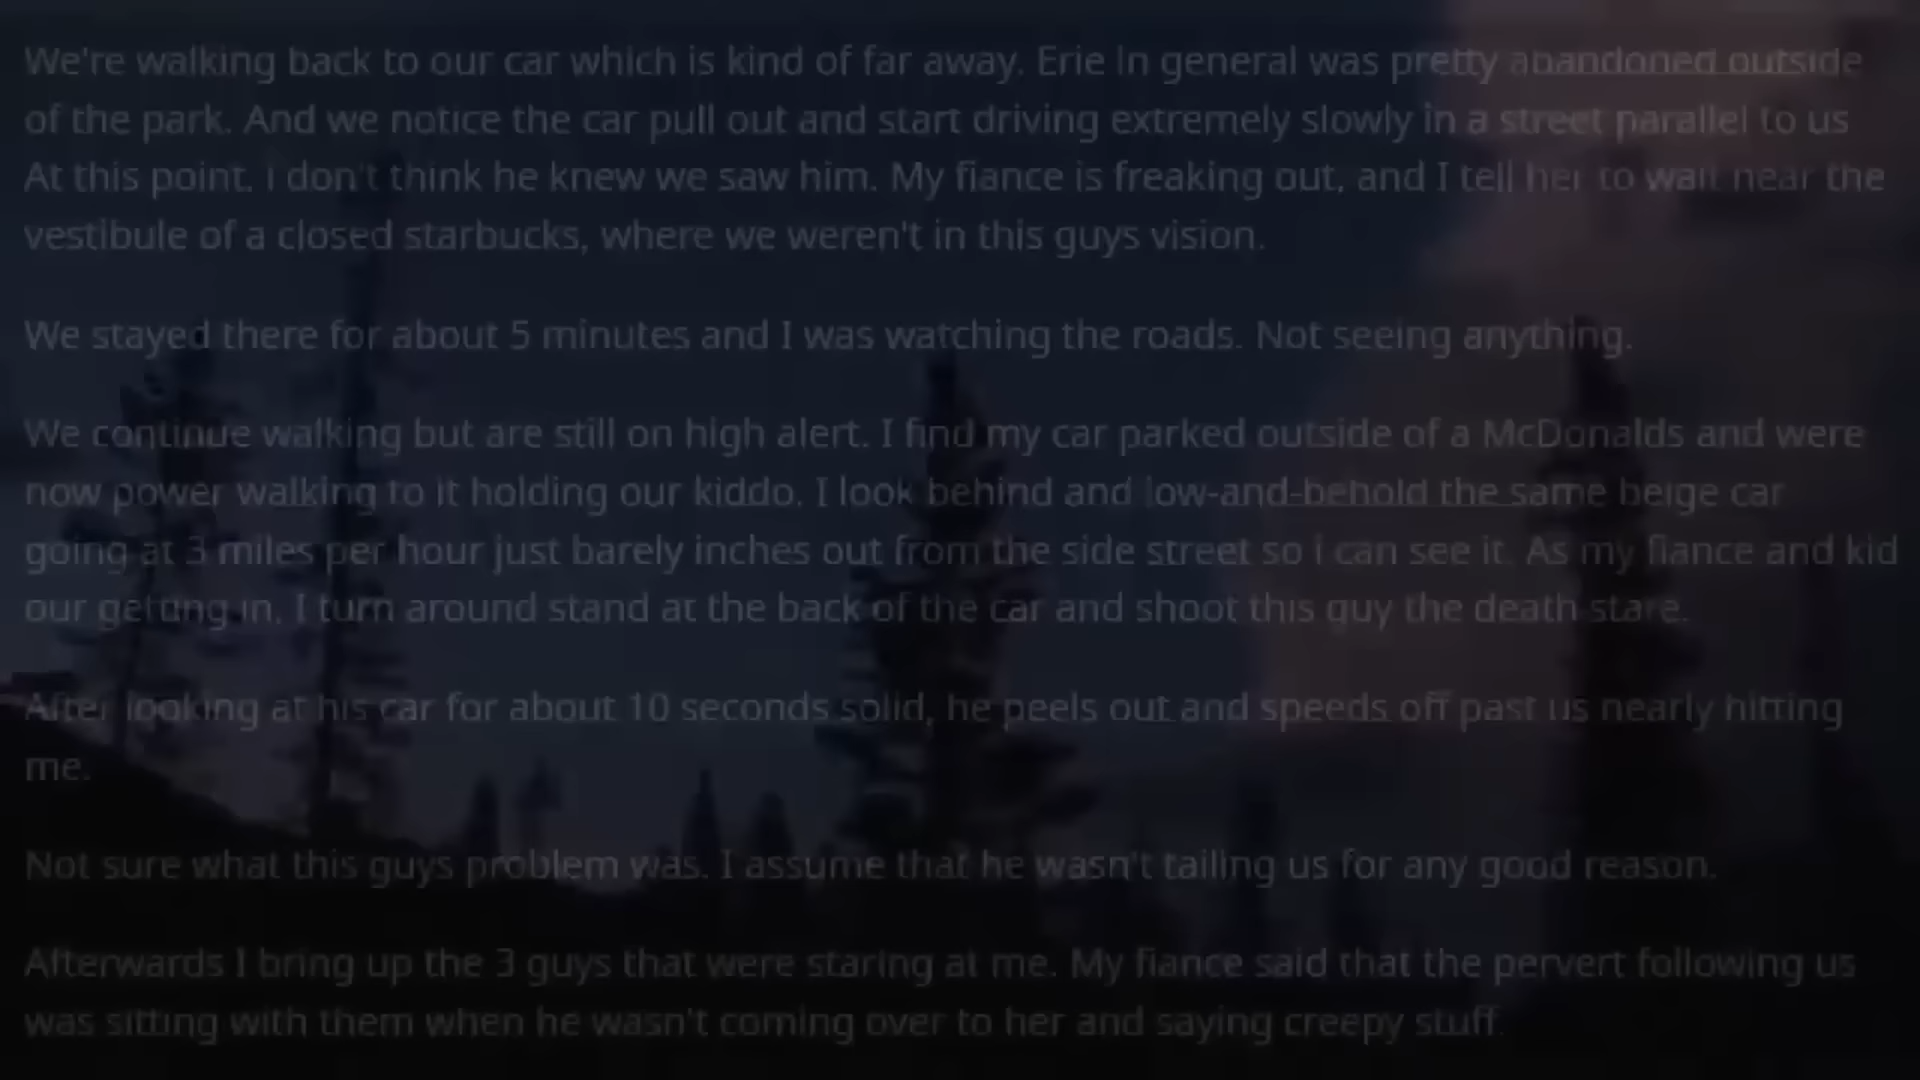 We're walking back to our car which is kind of far away. Erie in general was pretty abandoned outside
of the park. And we notice the car pull out and start driving extremely slowly in a street parallel to us
At this point. I don't think he knew we saw him. My fiance is freaking out, and I tell her to wait near the
vestibule of a closed starbucks, where we weren't in this guys vision.
We stayed there for about 5 minutes and I was watching the roads. Not seeing anything.
We continue walking but are still on high alert. I find my car parked outside of a McDonalds and were
now power walking to it holding our kiddo. I look behind and low-and-behold the same beige car
going at 3 miles per hour just barely inches out from the side street so i can see it. As my fiance and kid
our getting in, I turn around stand at the back of the car and shoot this guy the death stare.
After looking at his car for about 10 seconds solid, he peels out and speeds off past us nearly hitting
me.
Not sure what this guys problem was. I assume that he wasn't tailing us for any good reason.
Afterwards I bring up the 3 guys that were staring at me. My fiance said that the pervert following us
was sitting with them when he wasn't coming over to her and saying creepy stuff.